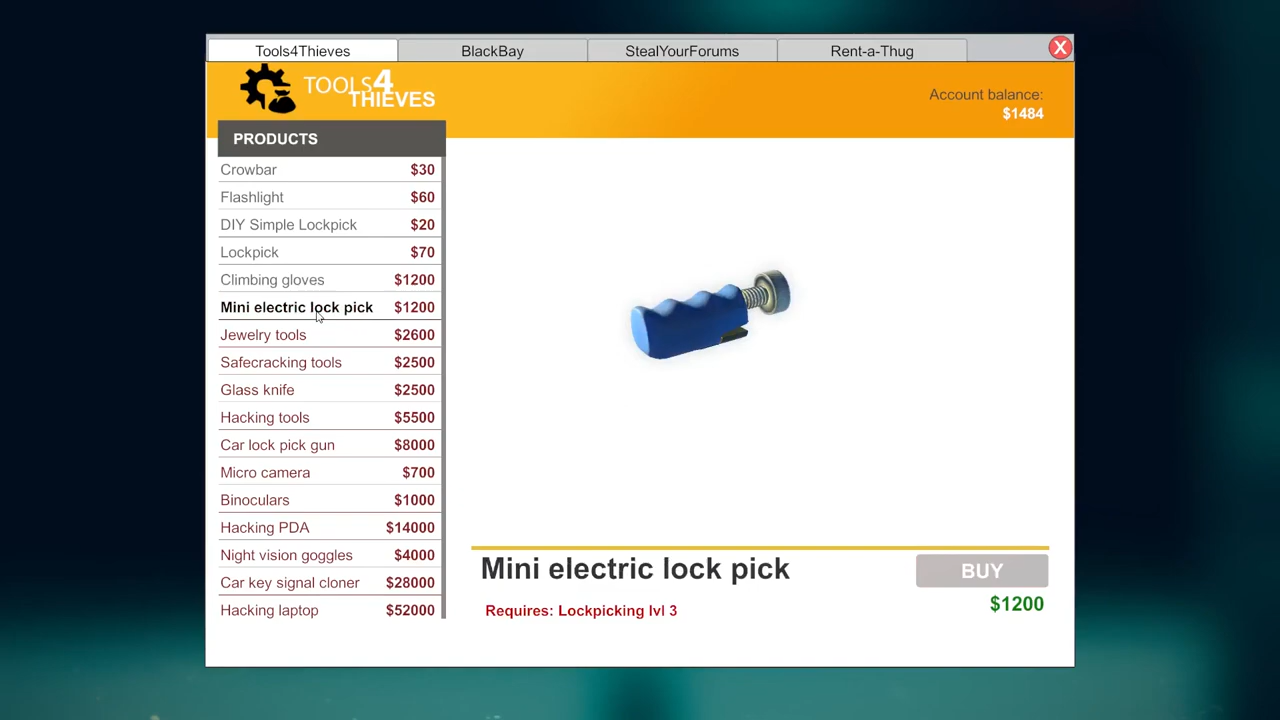 Tools4Thieves BlackBay StealYourForums Rent-a-Thug X
TOOLS4
THIEVES
Account balance:
$1484
PRODUCTS
Crowbar $30
Flashlight $60
DIY Simple Lockpick $20
Lockpick $70
Climbing gloves $1200
Mini electric lock pick $1200
Jewelry tools $2600
Safecracking tools $2500
Glass knife $2500
Hacking tools $5500
Car lock pick gun $8000
Micro camera $700
Binoculars $1000
Hacking PDA $14000
Night vision goggles $4000
Car key signal cloner $28000
Hacking laptop $52000
Mini electric lock pick BUY
Requires: Lockpicking lvl 3 $1200